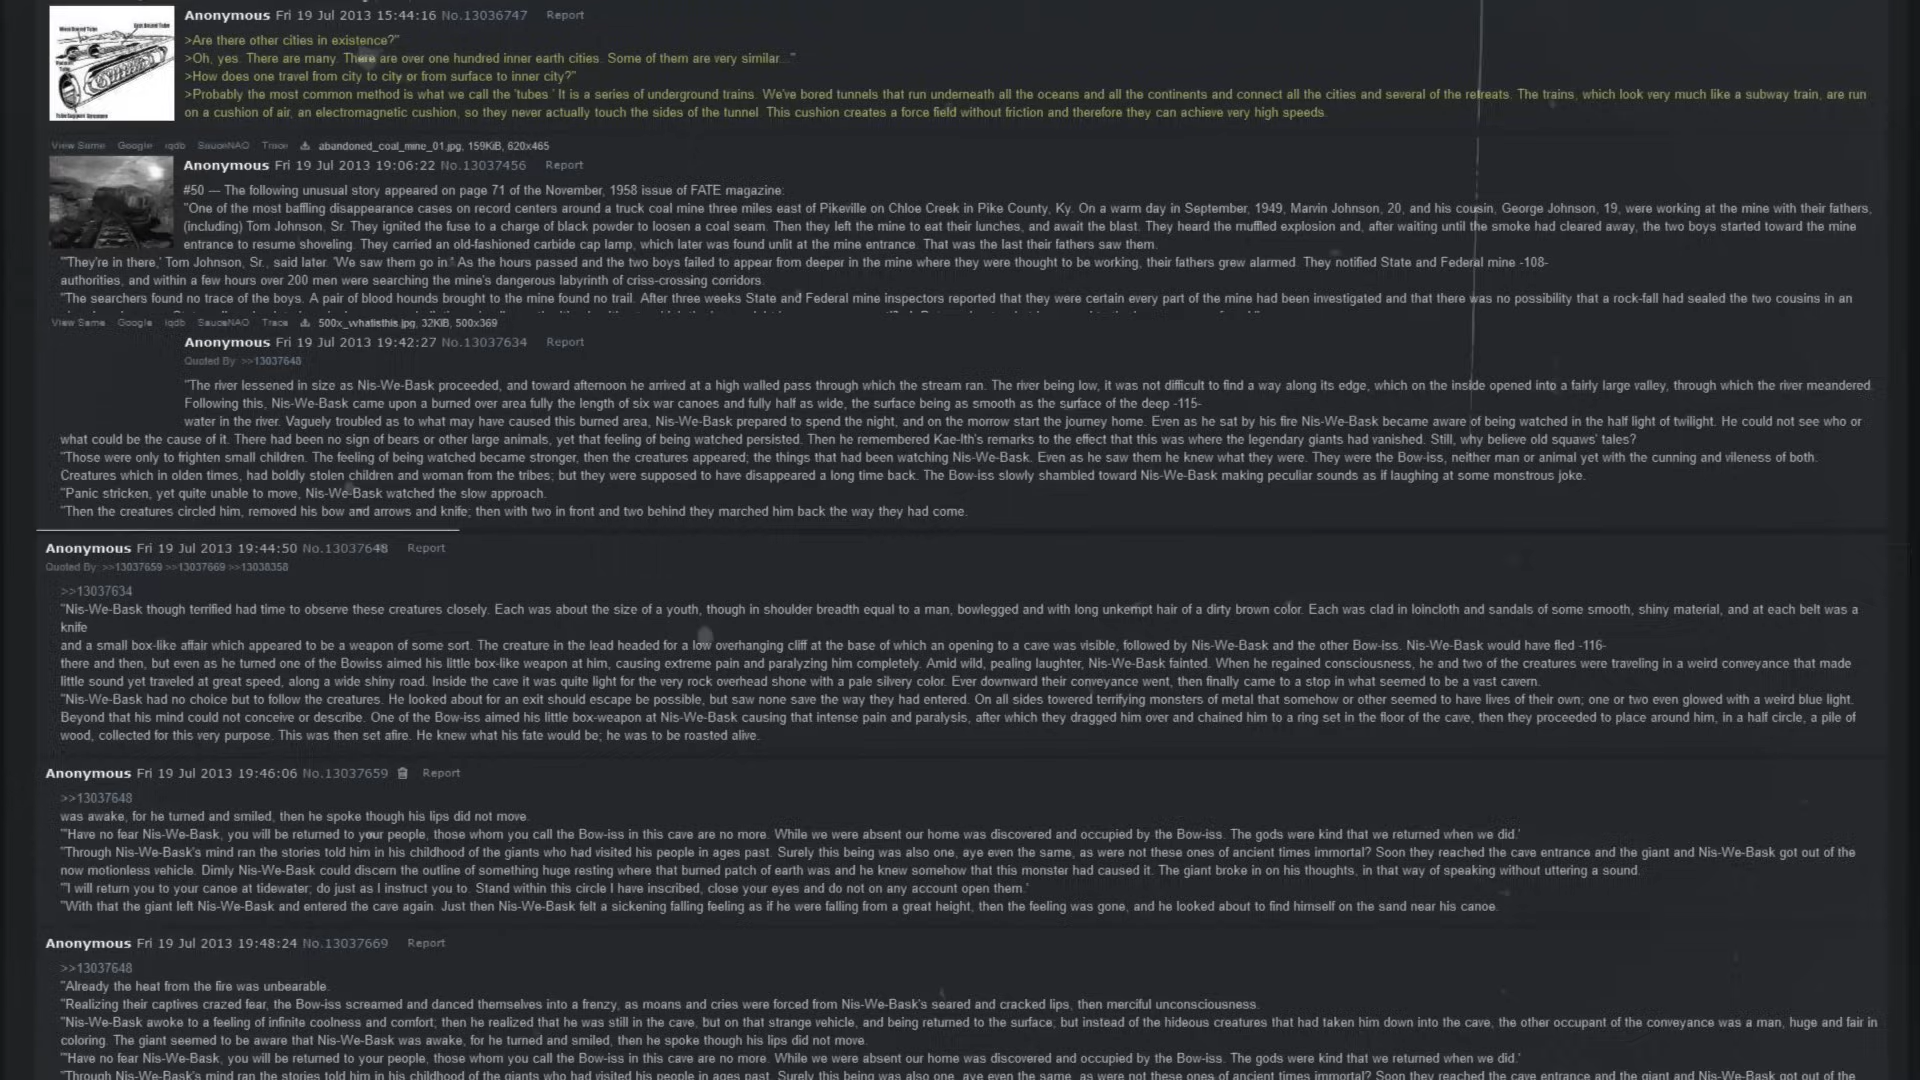 Anonymous Fri 19 Jul 2013 15:44:16 No.13036747 Report
>Are there other cities in existence?"
>Oh, yes. There are many. There are over one hundred inner earth cities. Some of them are very similar..."
>How does one travel from city to city or from surface to inner city?"
>Probably the most common method is what we call the 'tubes.' It is a series of underground trains. We've bored tunnels that run underneath all the oceans and all the continents and connect all the cities and several of the retreats. The trains, which look very much like a subway train, are run
on a cushion of air, an electromagnetic cushion, so they never actually touch the sides of the tunnel. This cushion creates a force field without friction and therefore they can achieve very high speeds.
View Same Google iqdb SauceNAO Trace abandoned_coal_mine_01.jpg, 159KiB, 620x465
Anonymous Fri 19 Jul 2013 19:06:22 No.13037456 Report
#50 — The following unusual story appeared on page 71 of the November, 1958 issue of FATE magazine:
"One of the most baffling disappearance cases on record centers around a truck coal mine three miles east of Pikeville on Chloe Creek in Pike County, Ky. On a warm day in September, 1949, Marvin Johnson, 20, and his cousin, George Johnson, 19, were working at the mine with their fathers,
(including) Tom Johnson, Sr. They ignited the fuse to a charge of black powder to loosen a coal seam. Then they left the mine to eat their lunches, and await the blast. They heard the muffled explosion and, after waiting until the smoke had cleared away, the two boys started toward the mine
entrance to resume shoveling. They carried an old-fashioned carbide cap lamp, which later was found unlit at the mine entrance. That was the last their fathers saw them.
"'They're in there,' Tom Johnson, Sr., said later. 'We saw them go in.' As the hours passed and the two boys failed to appear from deeper in the mine where they were thought to be working, their fathers grew alarmed. They notified State and Federal mine -108-
authorities, and within a few hours over 200 men were searching the mine's dangerous labyrinth of criss-crossing corridors.
"The searchers found no trace of the boys. A pair of blood hounds brought to the mine found no trail. After three weeks State and Federal mine inspectors reported that they were certain every part of the mine had been investigated and that there was no possibility that a rock-fall had sealed the two cousins in an
View Same Google iqdb SauceNAO Trace 500x_whatisthis.jpg, 32KiB, 500x369
Anonymous Fri 19 Jul 2013 19:42:27 No.13037634 Report
Quoted By: >>13037648
"The river lessened in size as Nis-We-Bask proceeded, and toward afternoon he arrived at a high walled pass through which the stream ran. The river being low, it was not difficult to find a way along its edge, which on the inside opened into a fairly large valley, through which the river meandered.
Following this, Nis-We-Bask came upon a burned over area fully the length of six war canoes and fully half as wide, the surface being as smooth as the surface of the deep -115-
water in the river. Vaguely troubled as to what may have caused this burned area, Nis-We-Bask prepared to spend the night, and on the morrow start the journey home. Even as he sat by his fire Nis-We-Bask became aware of being watched in the half light of twilight. He could not see who or
what could be the cause of it. There had been no sign of bears or other large animals, yet that feeling of being watched persisted. Then he remembered Kae-lth's remarks to the effect that this was where the legendary giants had vanished. Still, why believe old squaws' tales?
"Those were only to frighten small children. The feeling of being watched became stronger, then the creatures appeared; the things that had been watching Nis-We-Bask. Even as he saw them he knew what they were. They were the Bow-iss, neither man or animal yet with the cunning and vileness of both.
Creatures which in olden times, had boldly stolen children and woman from the tribes; but they were supposed to have disappeared a long time back. The Bow-iss slowly shambled toward Nis-We-Bask making peculiar sounds as if laughing at some monstrous joke.
"Panic stricken, yet quite unable to move, Nis-We-Bask watched the slow approach.
"Then the creatures circled him, removed his bow and arrows and knife; then with two in front and two behind they marched him back the way they had come.
Anonymous Fri 19 Jul 2013 19:44:50 No.13037648 Report
Quoted By: >>13037659 >>13037669 >>13038358
>>13037634
"Nis-We-Bask though terrified had time to observe these creatures closely. Each was about the size of a youth, though in shoulder breadth equal to a man, bowlegged and with long unkempt hair of a dirty brown color. Each was clad in loincloth and sandals of some smooth, shiny material, and at each belt was a
knife
and a small box-like affair which appeared to be a weapon of some sort. The creature in the lead headed for a low overhanging cliff at the base of which an opening to a cave was visible, followed by Nis-We-Bask and the other Bow-iss. Nis-We-Bask would have fled -116-
there and then, but even as he turned one of the Bowiss aimed his little box-like weapon at him, causing extreme pain and paralyzing him completely. Amid wild, pealing laughter, Nis-We-Bask fainted. When he regained consciousness, he and two of the creatures were traveling in a weird conveyance that made
little sound yet traveled at great speed, along a wide shiny road. Inside the cave it was quite light for the very rock overhead shone with a pale silvery color. Ever downward their conveyance went, then finally came to a stop in what seemed to be a vast cavern.
"Nis-We-Bask had no choice but to follow the creatures. He looked about for an exit should escape be possible, but saw none save the way they had entered. On all sides towered terrifying monsters of metal that somehow or other seemed to have lives of their own; one or two even glowed with a weird blue light.
Beyond that his mind could not conceive or describe. One of the Bow-iss aimed his little box-weapon at Nis-We-Bask causing that intense pain and paralysis, after which they dragged him over and chained him to a ring set in the floor of the cave, then they proceeded to place around him, in a half circle, a pile of
wood, collected for this very purpose. This was then set afire. He knew what his fate would be; he was to be roasted alive.
Anonymous Fri 19 Jul 2013 19:46:06 No.13037659 Report
>>13037648
was awake, for he turned and smiled, then he spoke though his lips did not move.
"'Have no fear Nis-We-Bask, you will be returned to your people, those whom you call the Bow-iss in this cave are no more. While we were absent our home was discovered and occupied by the Bow-iss. The gods were kind that we returned when we did.'
"Through Nis-We-Bask's mind ran the stories told him in his childhood of the giants who had visited his people in ages past. Surely this being was also one, aye even the same, as were not these ones of ancient times immortal? Soon they reached the cave entrance and the giant and Nis-We-Bask got out of the
now motionless vehicle. Dimly Nis-We-Bask could discern the outline of something huge resting where that burned patch of earth was and he knew somehow that this monster had caused it. The giant broke in on his thoughts, in that way of speaking without uttering a sound.
"'I will return you to your canoe at tidewater; do just as I instruct you to. Stand within this circle I have inscribed, close your eyes and do not on any account open them.'
"With that the giant left Nis-We-Bask and entered the cave again. Just then Nis-We-Bask felt a sickening falling feeling as if he were falling from a great height, then the feeling was gone, and he looked about to find himself on the sand near his canoe.
Anonymous Fri 19 Jul 2013 19:48:24 No.13037669 Report
>>13037648
"Already the heat from the fire was unbearable.
"Realizing their captives crazed fear, the Bow-iss screamed and danced themselves into a frenzy, as moans and cries were forced from Nis-We-Bask's seared and cracked lips, then merciful unconsciousness.
"Nis-We-Bask awoke to a feeling of infinite coolness and comfort; then he realized that he was still in the cave, but on that strange vehicle, and being returned to the surface; but instead of the hideous creatures that had taken him down into the cave, the other occupant of the conveyance was a man, huge and fair in
coloring. The giant seemed to be aware that Nis-We-Bask was awake, for he turned and smiled, then he spoke though his lips did not move.
"'Have no fear Nis-We-Bask, you will be returned to your people, those whom you call the Bow-iss in this cave are no more. While we were absent our home was discovered and occupied by the Bow-iss. The gods were kind that we returned when we did.'
"Through Nis-We-Bask's mind ran the stories told him in his childhood of the giants who had visited his people in ages past. Surely this being was also one, aye even the same, as were not these ones of ancient times immortal? Soon they reached the cave entrance and the giant and Nis-We-Bask got out of the